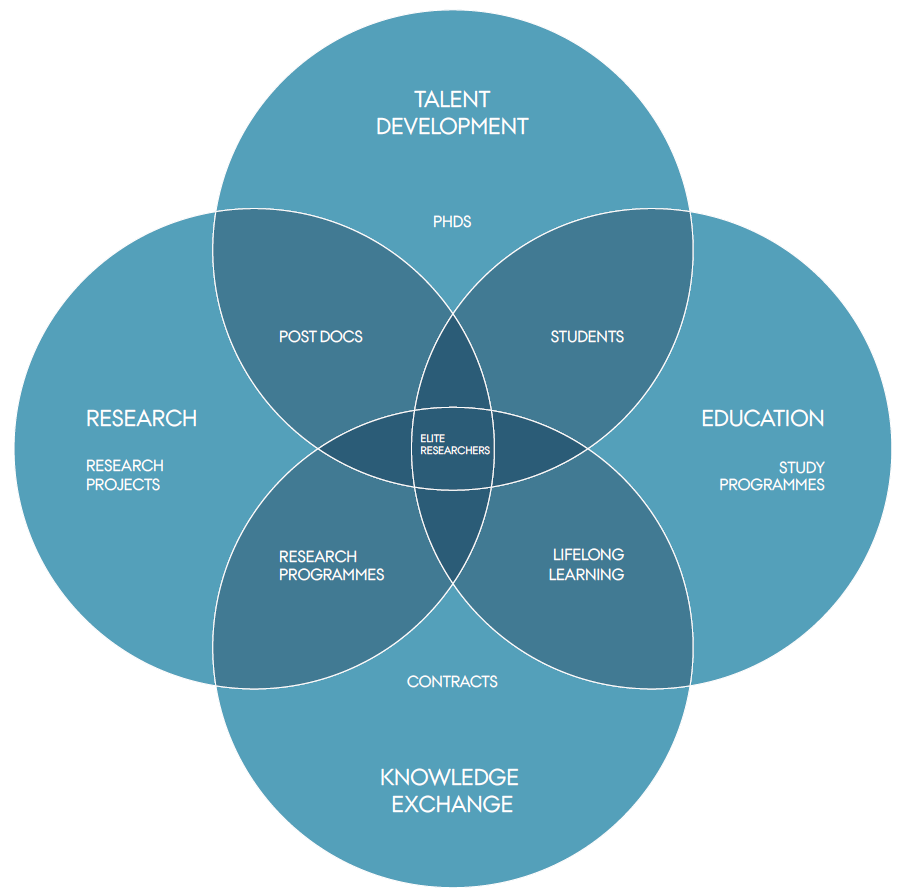 TALENT
DEVELOPMENT
PHDS
POST DOCS
STUDENTS
RESEARCH
RESEARCH
PROJECTS
ELITE
RESEARCHERS
EDUCATION
STUDY
PROGRAMMES
RESEARCH
PROGRAMMES
LIFELONG
LEARNING
CONTRACTS
KNOWLEDGE
EXCHANGE